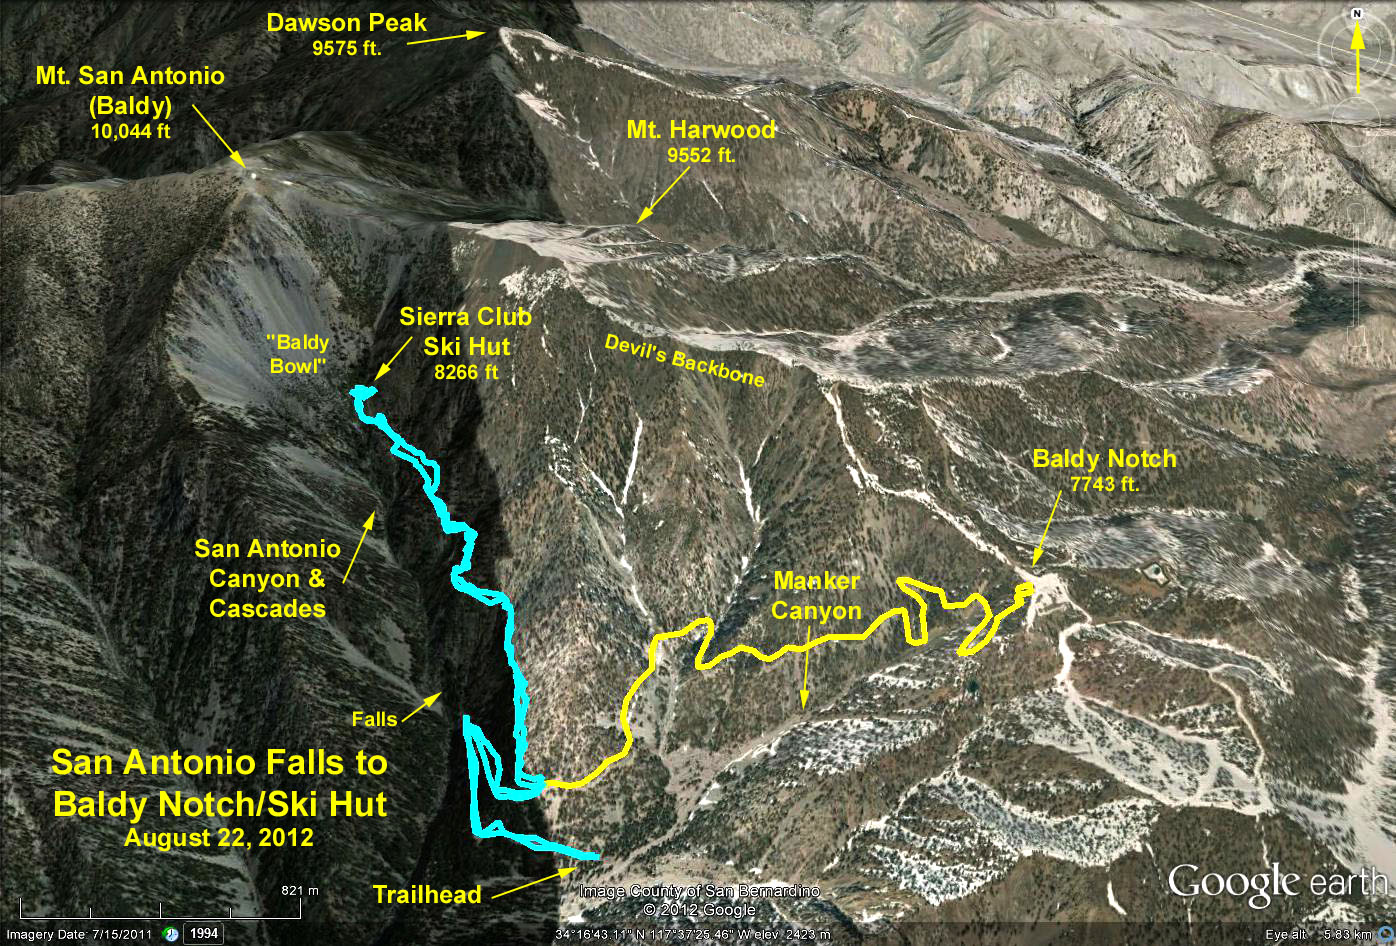 Dawson Peak
9575 ft.
N
Mt. San Antonio
(Baldy)
10,044 ft
Mt. Harwood
9552 ft.
Sierra Club
Ski Hut
8266 ft
"Baldy
Bowl"
Devil's Backbone
Baldy Notch
7743 ft.
San Antonio
Canyon &
Cascades
Manker
Canyon
Falls
San Antonio Falls to
Baldy Notch/Ski Hut
August 22, 2012
821 m
Trailhead
Image County of San Bernardino
© 2012 Google
Google earth
Imagery Date: 7/15/2011
1994
34°16'43.11" N 117°37'25.46" W elev 2423 m
Eye alt 5.83 km